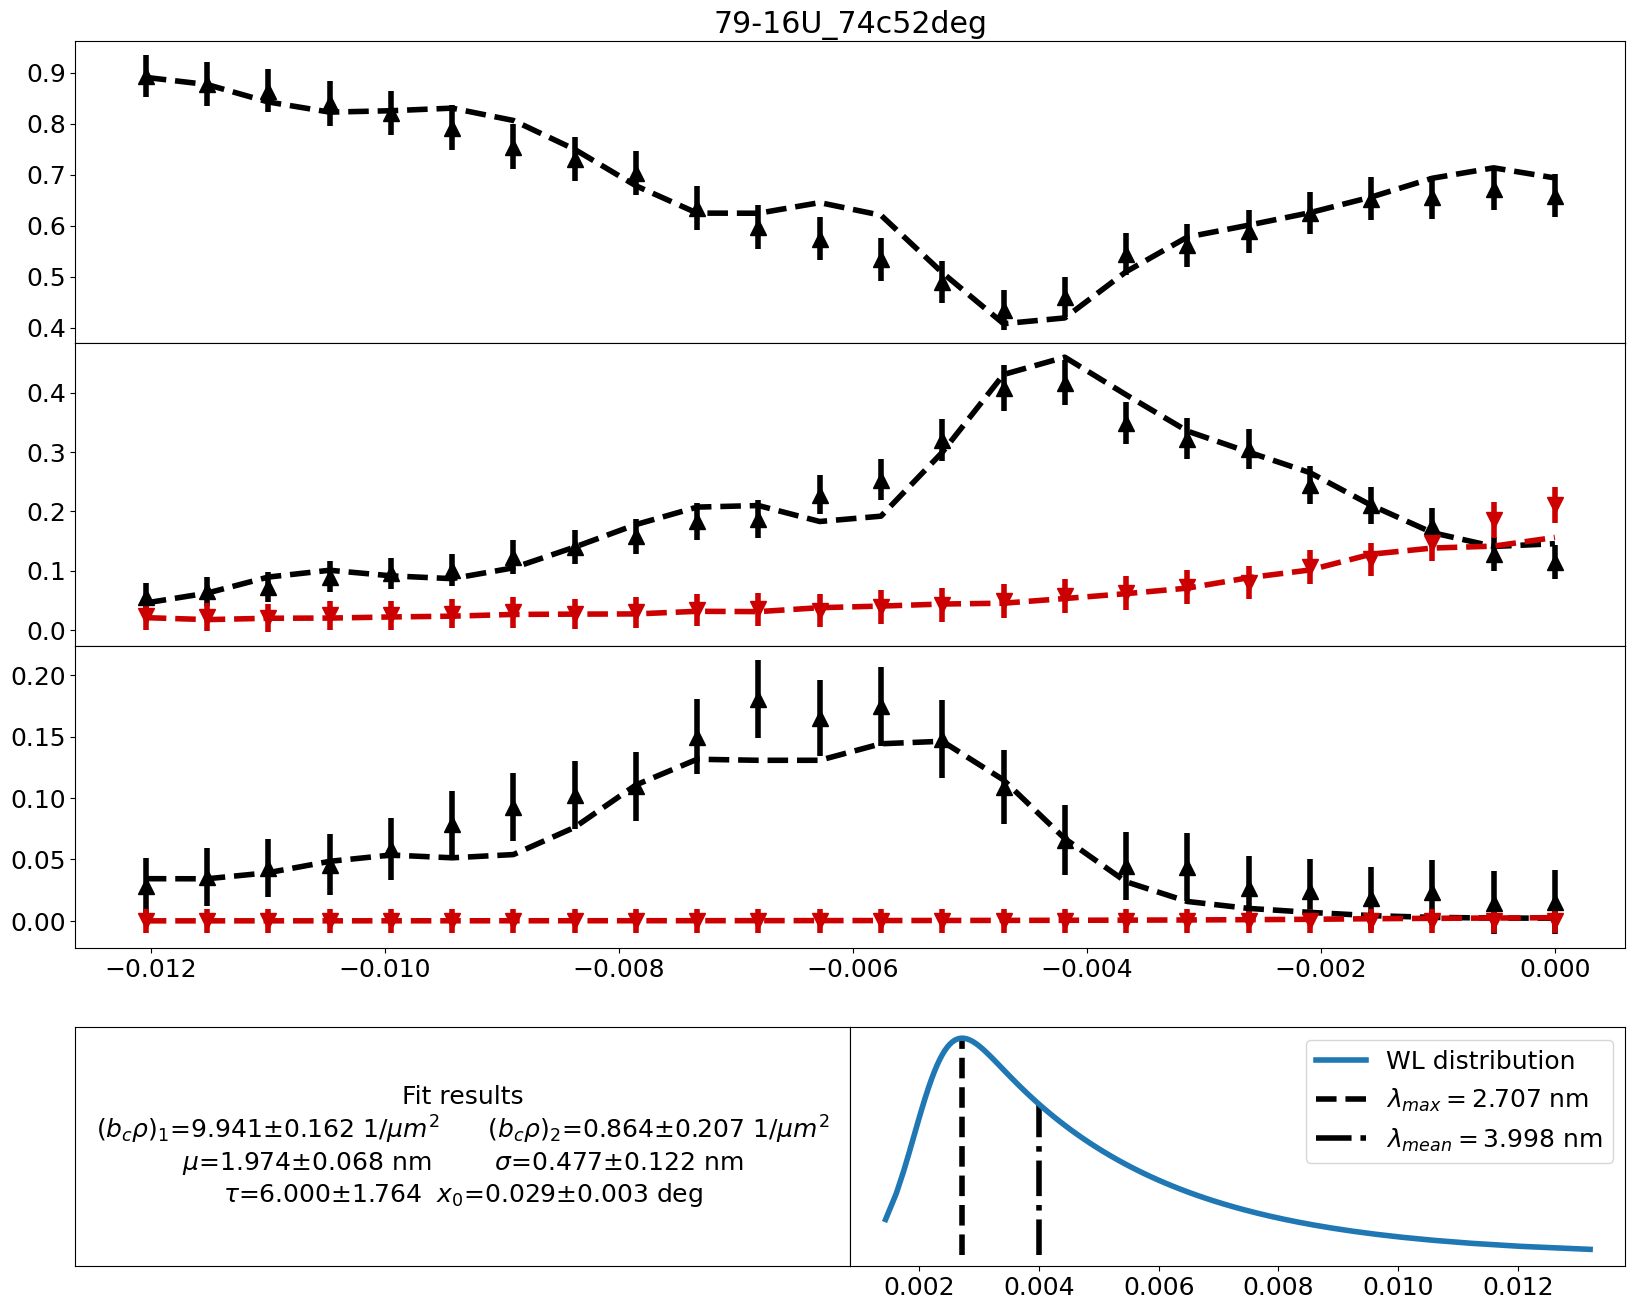 79-16U_74c52deg
0.9
0.8
0.7
0.6
0.5
0.4
0.4
0.3
0.2
0.1
0.0
0.20
0.15
0.10
0.05
0.00
−0.012 −0.010 −0.008 −0.006 −0.004 −0.002 0.000
Fit results
(b_cρ)_1=9.941±0.162 1/μm^2 (b_cρ)_2=0.864±0.207 1/μm^2
μ=1.974±0.068 nm σ=0.477±0.122 nm
τ=6.000±1.764 x_0=0.029±0.003 deg
WL distribution
λ_max = 2.707 nm
λ_mean = 3.998 nm
0.002 0.004 0.006 0.008 0.010 0.012